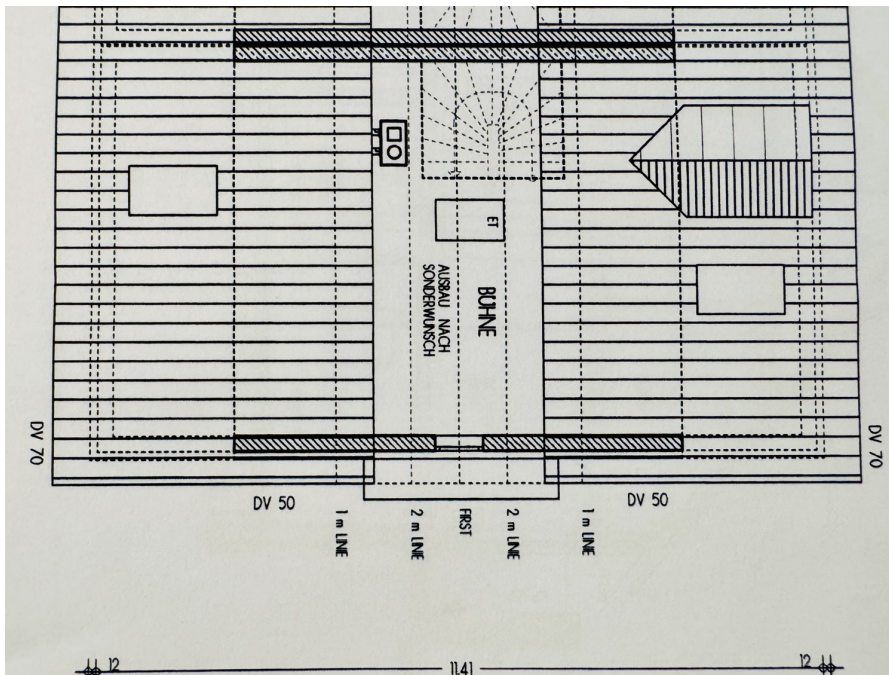 ET
BÜHNE
AUSBAU NACH
SONDERWUNSCH
DV 70
DV 70
DV 50
DV 50
1 m LINIE
2 m LINIE
FIRST
2 m LINIE
1 m LINIE
12
11.41
12